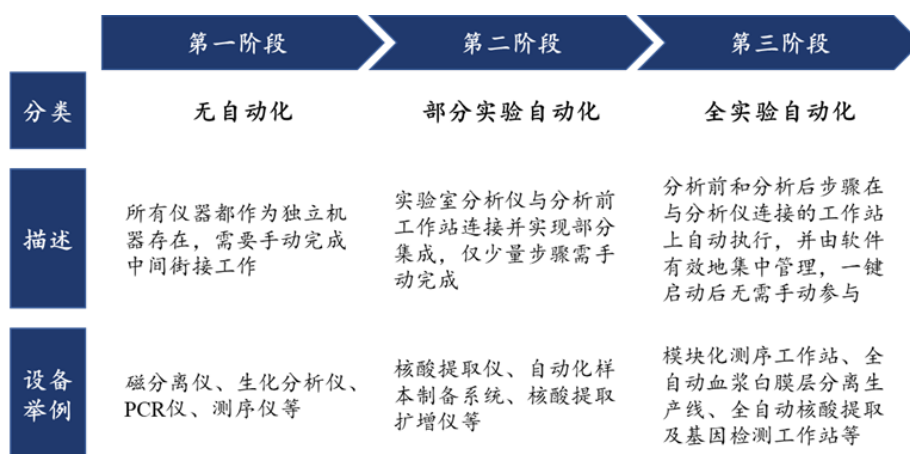 第一阶段
第二阶段
第三阶段
分类
无自动化
部分实验自动化
全实验自动化
描述
所有仪器都作为独立机
器存在，需要手动完成
中间街接工作
实验室分析仪与分析前
工作站连接并实现部分
集成，仅少量步骤需手
动完成
分析前和分析后步骤在
与分析仪连接的工作站
上自动执行，并由软件
有效地集中管理，一键
启动后无需手动参与
设备
举例
磁分离仪、生化分析仪、
PCR仪、测序仪等
核酸提取仪、自动化样
本制备系统、核酸提取
扩增仪等
模块化测序工作站、全
自动血浆白膜层分离生
产线、全自动核酸提取
及基因检测工作站等